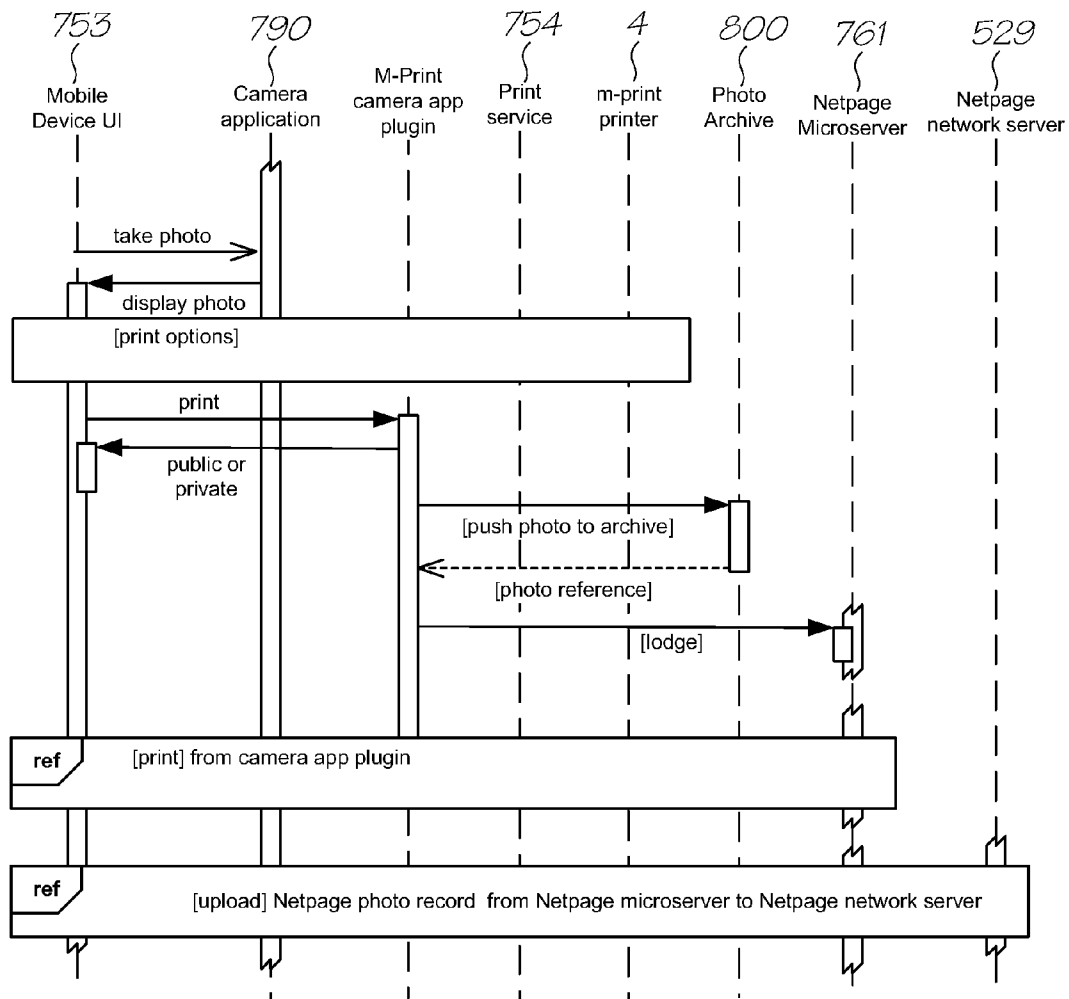 753 790 754 4 800 761 529
Mobile
Device UI
Camera
application
M-Print
camera app
plugin
Print
service
m-print
printer
Photo
Archive
Netpage
Microserver
Netpage
network server
take photo
display photo
[print options]
print
public or
private
[push photo to archive]
[photo reference]
[lodge]
ref
[print] from camera app plugin
ref
[upload] Netpage photo record from Netpage microserver to Netpage network server